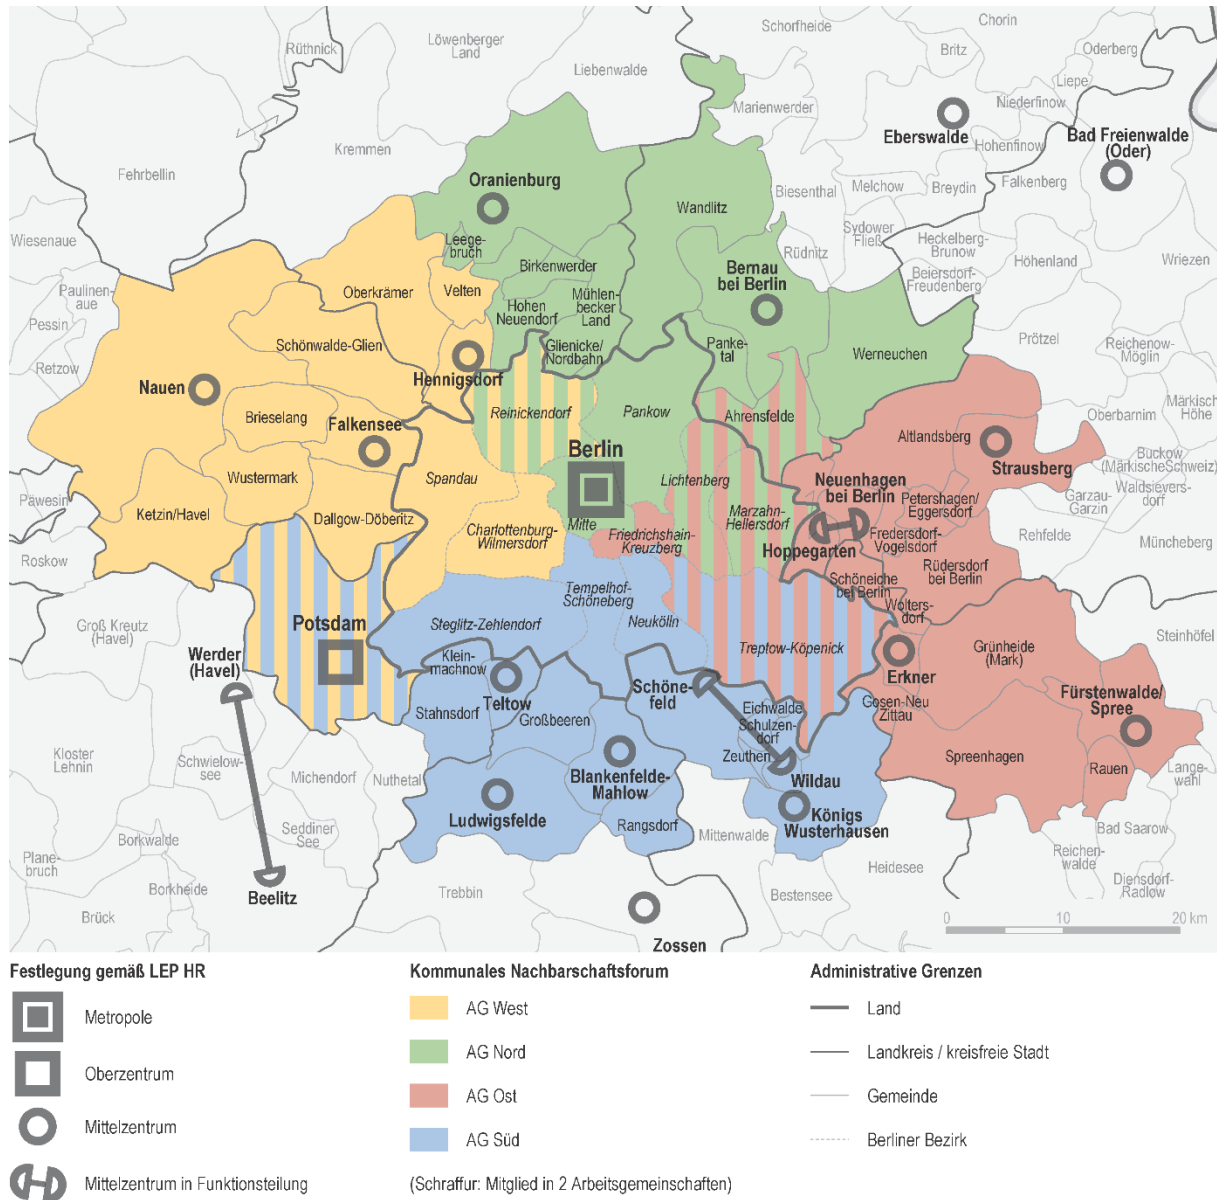 Rüthnick
Löwenberger
Land
Liebenwalde
Schorfheide
Chorin
Britz
Oderberg
Liepe
Niederfinow
Marienwerder
Eberswalde
Hohenfinow
Bad Freienwalde
(Oder)
Fehrbellin
Kremmen
Oranienburg
Wandlitz
Biesenthal
Melchow
Breydin
Falkenberg
Wiesenaue
Leege-
bruch
Birkenwerder
Rüdnitz
Sydower
Fließ
Heckelberg-
Brunow
Höhenland
Wriezen
Bernau
bei Berlin
Beiersdorf-
Freudenberg
Paulinen-
aue
Oberkrämer
Velten
Hohen
Neuendorf
Mühlen-
becker
Land
Pessin
Schönwalde-Glien
Glienicke/
Nordbahn
Panke-
tal
Werneuchen
Prötzel
Reichenow-
Möglin
Retzow
Nauen
Hennigsdorf
Reinickendorf
Pankow
Ahrensfelde
Oberbarnim
Märkische
Höhe
Brieselang
Falkensee
Altlandsberg
Strausberg
Buckow
(MärkischeSchweiz)
Berlin
Spandau
Wustermark
Lichtenberg
Neuenhagen
bei Berlin
Petershagen/
Eggersdorf
Waldsievers-
dorf
Garzau-
Garzin
Päwesin
Ketzin/Havel
Dallgow-Döberitz
Charlottenburg-
Wilmersdorf
Mitte
Friedrichshain-
Kreuzberg
Marzahn-
Hellersdorf
Hoppegarten
Fredersdorf-
Vogelsdorf
Rehfelde
Müncheberg
Roskow
Tempelhof-
Schöneberg
Schöneiche
bei Berlin
Rüdersdorf
bei Berlin
Groß Kreutz
(Havel)
Potsdam
Steglitz-Zehlendorf
Neukölln
Treptow-Köpenick
Wolters-
dorf
Grünheide
(Mark)
Steinhöfel
Werder
(Havel)
Klein-
machnow
Teltow
Schöne-
feld
Erkner
Gosen-Neu
Zittau
Fürstenwalde/
Spree
Stahnsdorf
Großbeeren
Eichwalde
Schulzen-
dorf
Zeuthen
Kloster
Lehnin
Schwielow-
see
Michendorf
Nuthetal
Blankenfelde-
Mahlow
Wildau
Spreenhagen
Rauen
Lange-
wahl
Ludwigsfelde
Rangsdorf
Königs
Wusterhausen
Mittenwalde
Seddiner
See
Borkwalde
Bad Saarow
Plane-
bruch
Borkheide
Beelitz
Trebbin
Heidesee
Reichen-
walde
Diensdorf-
Radlow
Bestensee
Brück
Zossen
0 10 20 km
Festlegung gemäß LEP HR
Metropole
Oberzentrum
Mittelzentrum
Mittelzentrum in Funktionsteilung
Kommunales Nachbarschaftsforum
AG West
AG Nord
AG Ost
AG Süd
(Schraffur: Mitglied in 2 Arbeitsgemeinschaften)
Administrative Grenzen
Land
Landkreis / kreisfreie Stadt
Gemeinde
Berliner Bezirk